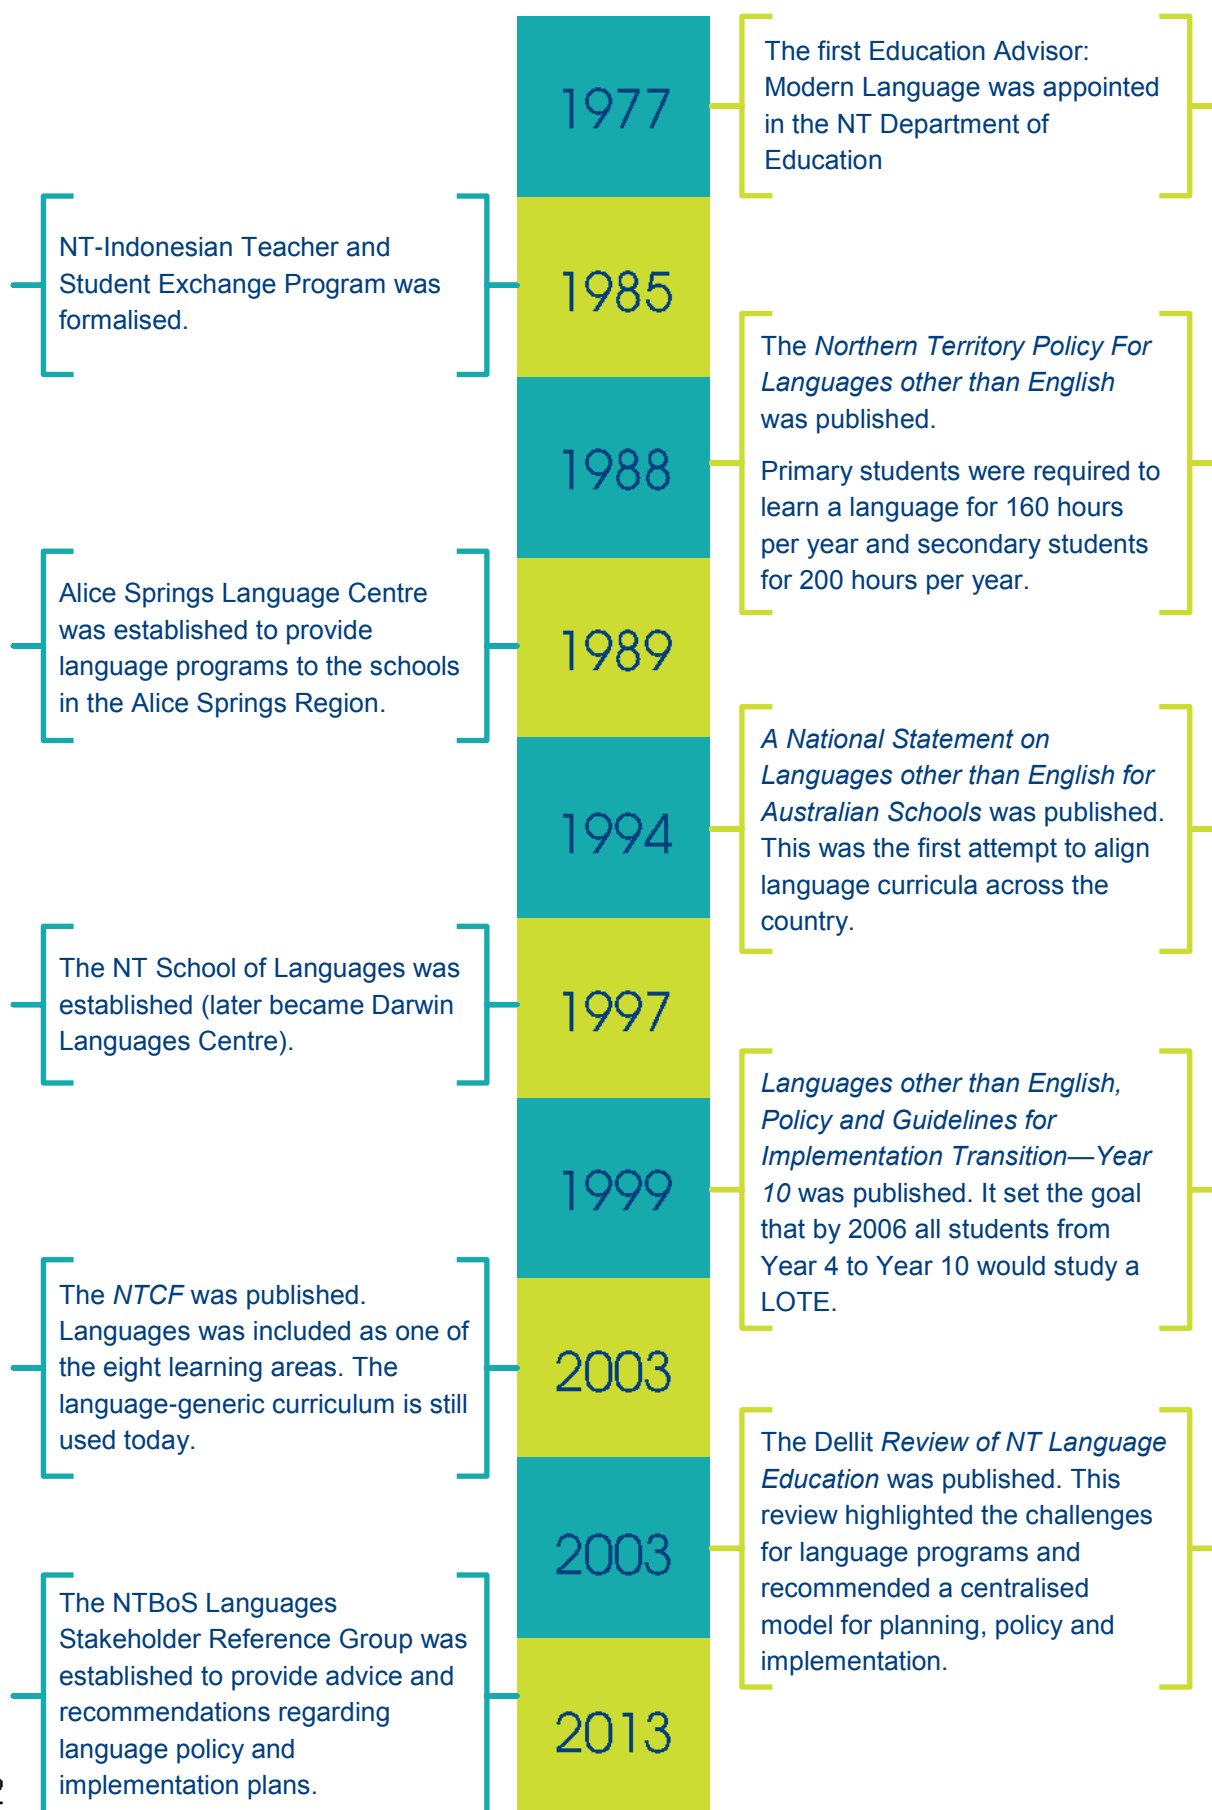 1977
The first Education Advisor:
Modern Language was appointed
in the NT Department of
Education
NT-Indonesian Teacher and
Student Exchange Program was
formalised.
1985
The Northern Territory Policy For
Languages other than English
was published.
Primary students were required to
learn a language for 160 hours
per year and secondary students
for 200 hours per year.
1988
Alice Springs Language Centre
was established to provide
language programs to the schools
in the Alice Springs Region.
1989
A National Statement on
Languages other than English for
Australian Schools was published.
This was the first attempt to align
language curricula across the
country.
1994
The NT School of Languages was
established (later became Darwin
Languages Centre).
1997
Languages other than English,
Policy and Guidelines for
Implementation Transition—Year
10 was published. It set the goal
that by 2006 all students from
Year 4 to Year 10 would study a
LOTE.
1999
The NTCF was published.
Languages was included as one of
the eight learning areas. The
language-generic curriculum is still
used today.
2003
The Dellit Review of NT Language
Education was published. This
review highlighted the challenges
for language programs and
recommended a centralised
model for planning, policy and
implementation.
2003
The NTBoS Languages
Stakeholder Reference Group was
established to provide advice and
recommendations regarding
language policy and
implementation plans.
2013
2